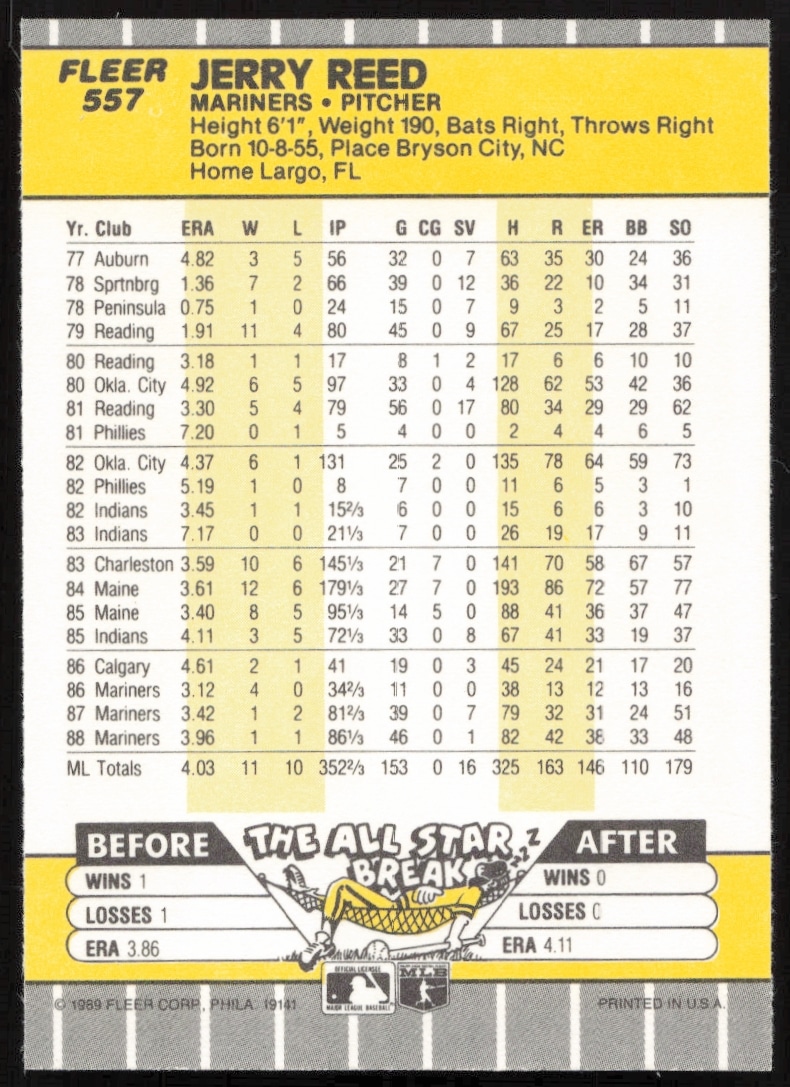 FLEER JERRY REED
557 MARINERS • PITCHER
Height 6'1", Weight 190, Bats Right, Throws Right
Born 10-8-55, Place Bryson City, NC
Home Largo, FL
Yr. Club ERA W L IP G CG SV H R ER BB SO
77 Auburn 4.82 3 5 56 32 0 7 63 35 30 24 36
78 Sprtnbrg 1.36 7 2 66 39 0 12 36 22 10 34 31
78 Peninsula 0.75 1 0 24 15 0 7 9 3 2 5 11
79 Reading 1.91 11 4 80 45 0 9 67 25 17 28 37
80 Reading 3.18 1 1 17 8 1 2 17 6 6 10 10
80 Okla. City 4.92 6 5 97 33 0 4 128 62 53 42 36
81 Reading 3.30 5 4 79 56 0 17 80 34 29 29 62
81 Phillies 7.20 0 1 5 4 0 0 2 4 4 6 5
82 Okla. City 4.37 6 1 131 25 2 0 135 78 64 59 73
82 Phillies 5.19 1 0 8 7 0 0 11 6 5 3 1
82 Indians 3.45 1 1 15⅔ 6 0 0 15 6 6 3 10
83 Indians 7.17 0 0 21⅓ 7 0 0 26 19 17 9 11
83 Charleston 3.59 10 6 145⅓ 21 7 0 141 70 58 67 57
84 Maine 3.61 12 6 179⅓ 27 7 0 193 86 72 57 77
85 Maine 3.40 8 5 95⅓ 14 5 0 88 41 36 37 47
85 Indians 4.11 3 5 72⅓ 33 0 8 67 41 33 19 37
86 Calgary 4.61 2 1 41 19 0 3 45 24 21 17 20
86 Mariners 3.12 4 0 34⅔ 11 0 0 38 13 12 13 16
87 Mariners 3.42 1 2 81⅔ 39 0 7 79 32 31 24 51
88 Mariners 3.96 1 1 86⅓ 46 0 1 82 42 38 33 48
ML Totals 4.03 11 10 352⅔ 153 0 16 325 163 146 110 179
BEFORE THE ALL STAR BREAK zzZ AFTER
WINS 1 WINS 0
LOSSES 1 LOSSES 0
ERA 3.86 ERA 4.11
OFFICIAL LICENSEE MLB
MAJOR LEAGUE BASEBALL
© 1989 FLEER CORP., PHILA. 19141 PRINTED IN U.S.A.